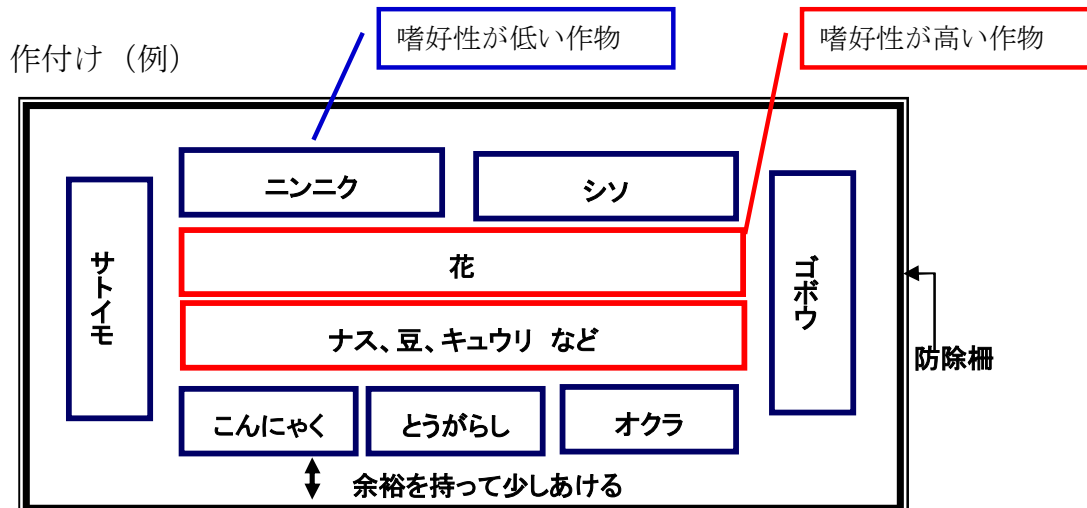 嗜好性が低い作物
嗜好性が高い作物
作付け（例）
ニンニク
シソ
サトイモ
花
ゴボウ
ナス、豆、キュウリ など
防除柵
こんにゃく
とうがらし
オクラ
余裕を持って少しあける